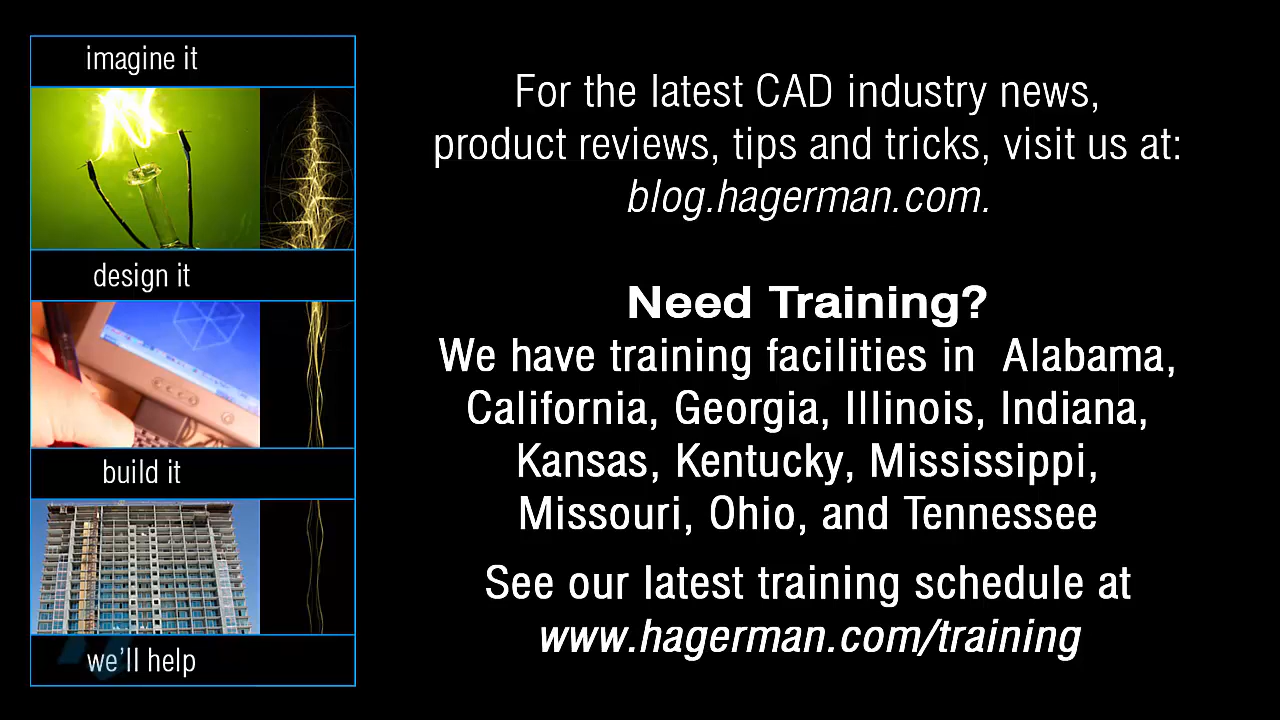 imagine it
design it
build it
we'll help
For the latest CAD industry news,
product reviews, tips and tricks, visit us at:
blog.hagerman.com.
Need Training?
We have training facilities in  Alabama,
California, Georgia, Illinois, Indiana,
Kansas, Kentucky, Mississippi,
Missouri, Ohio, and Tennessee
See our latest training schedule at
www.hagerman.com/training